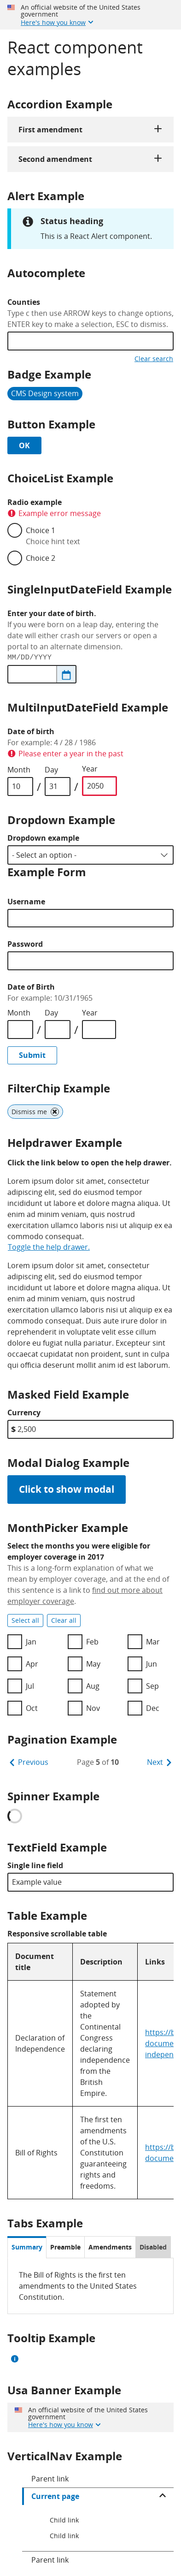 An official website of the United States
government
Here's how you know
React component
examples
Accordion Example
First amendment
Second amendment
Alert Example
Status heading
This is a React Alert component.
Autocomplete
Counties
Type c then use ARROW keys to change options,
ENTER key to make a selection, ESC to dismiss.
Clear search
Badge Example
CMS Design system
Button Example
OK
ChoiceList Example
Radio example
Example error message
Choice 1
Choice hint text
Choice 2
SingleInputDateField Example
Enter your date of birth.
If you were born on a leap day, entering the
date will either crash our servers or open a
portal to an alternate dimension.
MM/DD/YYYY
MultiInputDateField Example
Date of birth
For example: 4 / 28 / 1986
Please enter a year in the past
Month Day Year
10 / 31 / 2050
Dropdown Example
Dropdown example
- Select an option -
Example Form
Username
Password
Date of Birth
For example: 10/31/1965
Month Day Year
/ /
Submit
FilterChip Example
Dismiss me
Helpdrawer Example
Click the link below to open the help drawer.
Lorem ipsum dolor sit amet, consectetur
adipiscing elit, sed do eiusmod tempor
incididunt ut labore et dolore magna aliqua. Ut
at enim ad minim veniam, quis nostrud
exercitation ullamco laboris nisi ut aliquip ex ea
commodo consequat.
Toggle the help drawer.
Lorem ipsum dolor sit amet, consectetur
adipiscing elit, sed do eiusmod tempor
incididunt ut labore et dolore magna aliqua. Ut
enim ad minim veniam, quis nostrud
exercitation ullamco laboris nisi ut aliquip ex ea
commodo consequat. Duis aute irure dolor in
reprehenderit in voluptate velit esse cillum
dolore eu fugiat nulla pariatur. Excepteur sint
occaecat cupidatat non proident, sunt in culpa
qui officia deserunt mollit anim id est laborum.
Masked Field Example
Currency
$ 2,500
Modal Dialog Example
Click to show modal
MonthPicker Example
Select the months you were eligible for
employer coverage in 2017
This is a long-form explanation of what we
mean by employer coverage, and at the end of
this sentence is a link to find out more about
employer coverage.
Select all Clear all
Jan Feb Mar
Apr May Jun
Jul Aug Sep
Oct Nov Dec
Pagination Example
Previous Page 5 of 10 Next
Spinner Example
TextField Example
Single line field
Example value
Table Example
Responsive scrollable table
Document
title
Description
Links
Declaration of
Independence
Statement
adopted by
the
Continental
Congress
declaring
independence
from the
British
Empire.
https://b
docume
indepen
Bill of Rights
The first ten
amendments
of the U.S.
Constitution
guaranteeing
rights and
freedoms.
https://b
docume
Tabs Example
Summary Preamble Amendments Disabled
The Bill of Rights is the first ten
amendments to the United States
Constitution.
Tooltip Example
Usa Banner Example
An official website of the United States
government
Here's how you know
VerticalNav Example
Parent link
Current page
Child link
Child link
Parent link